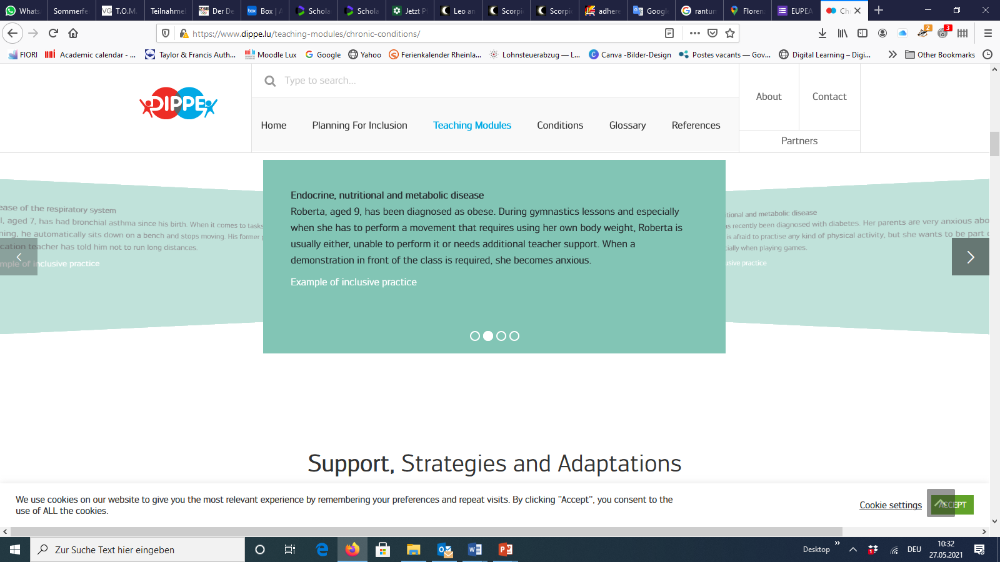 Whats
Sommerfe
VG T.O.M.
Teilnahmel
Der De
box Box | A
Schola
Schola
Jetzt Pl
Leo an
Scorpi
Scorpi
adhere
Googl
rantun
Floren
EUPEA
Ch
https://www.dippe.lu/teaching-modules/chronic-conditions/
2
3
FIORI
Academic calendar - ...
Taylor & Francis Auth...
Moodle Lux
Google
Yahoo
Ferienkalender Rheinla...
Lohnsteuerabzug — L...
Canva -Bilder-Design
Postes vacants — Gov...
Digital Learning – Digi...
Other Bookmarks
DIPPE
Type to search...
About
Contact
Home
Planning For Inclusion
Teaching Modules
Conditions
Glossary
References
Partners
ease of the respiratory system
l, aged 7, has had bronchial asthma since his birth. When it comes to tasks
ning, he automatically sits down on a bench and stops moving. His former p
cation teacher has told him not to run long distances.
mple of inclusive practice
Endocrine, nutritional and metabolic disease
Roberta, aged 9, has been diagnosed as obese. During gymnastics lessons and especially
when she has to perform a movement that requires using her own body weight, Roberta is
usually either, unable to perform it or needs additional teacher support. When a
demonstration in front of the class is required, she becomes anxious.
Example of inclusive practice
itional and metabolic disease
as recently been diagnosed with diabetes. Her parents are very anxious abo
is afraid to practise any kind of physical activity, but she wants to be part o
cially when playing games.
usive practice
Support, Strategies and Adaptations
We use cookies on our website to give you the most relevant experience by remembering your preferences and repeat visits. By clicking "Accept", you consent to the
use of ALL the cookies.
Cookie settings
ACCEPT
Zur Suche Text hier eingeben
Desktop
1
DEU
10:32
27.05.2021